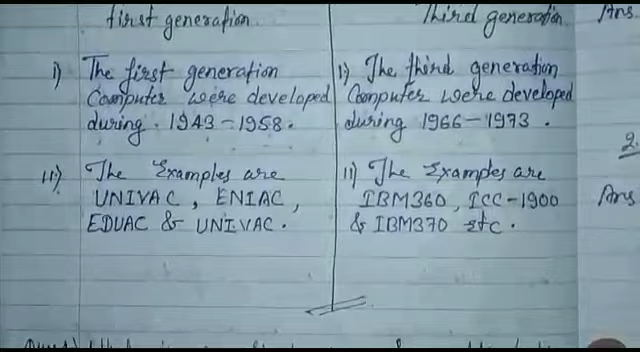 first generation.
Third generation.
Ans.
i) The first generation
Computer were developed
during. 1943-1958.
i) The third generation
Computer were developed
during 1966-1973.
2.
ii) The Examples are
UNIVAC, ENIAC,
EDVAC & UNIVAC.
ii) The Examples are
IBM360, ICC-1900
& IBM370 etc.
Ans